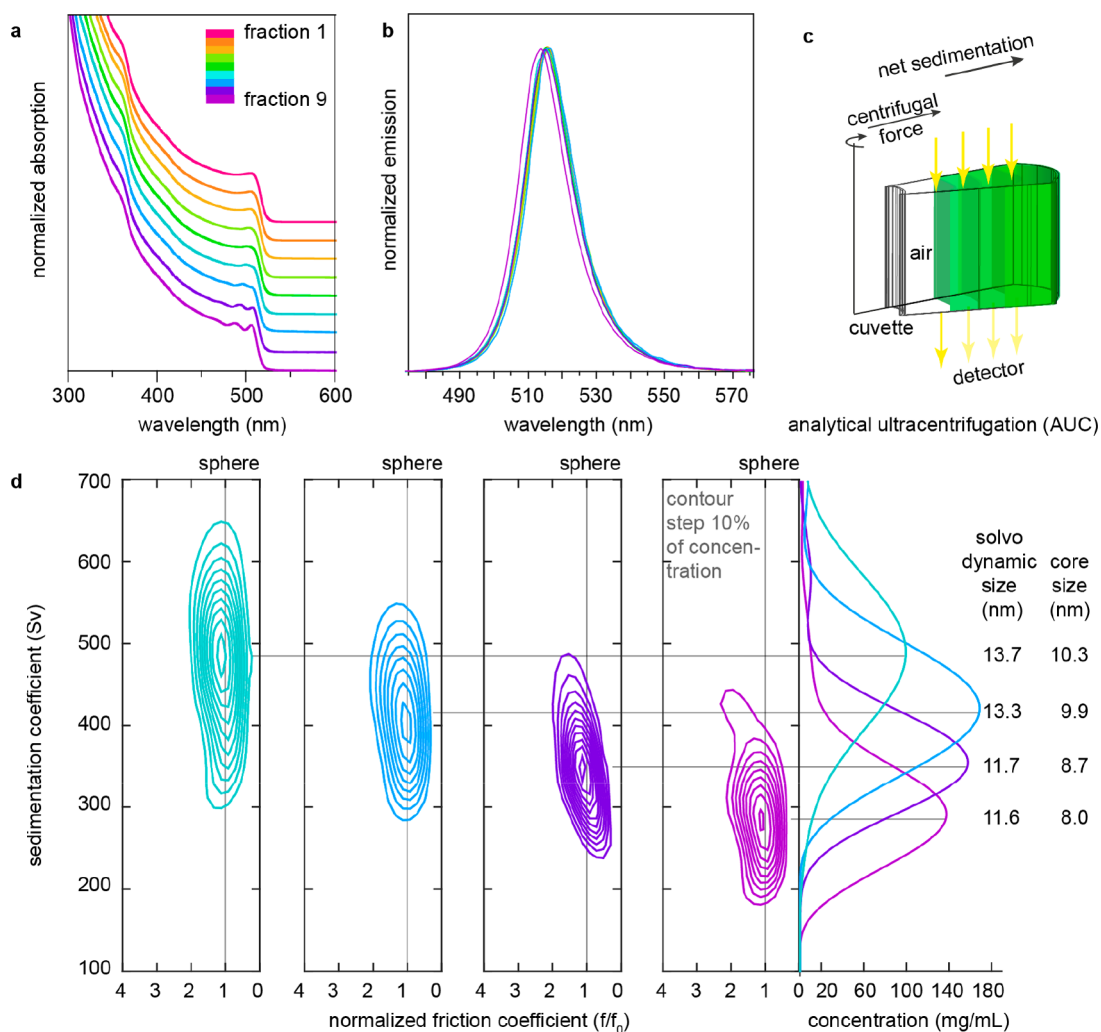 a
fraction 1
fraction 9
normalized absorption
300
400
500
600
wavelength (nm)
b
normalized emission
490
510
530
550
570
wavelength (nm)
c
net sedimentation
centrifugal
force
air
cuvette
detector
analytical ultracentrifugation (AUC)
d
sphere
sphere
sphere
sphere
sedimentation coefficient (Sv)
700
600
500
400
300
200
100
contour
step 10%
of concen-
tration
solvo
dynamic
size
(nm)
core
size
(nm)
13.7 10.3
13.3 9.9
11.7 8.7
11.6 8.0
4 3 2 1 0
4 3 2 1 0
4 3 2 1 0
4 3 2 1
0 20 60 100 140 180
normalized friction coefficient (f/f0)
concentration (mg/mL)